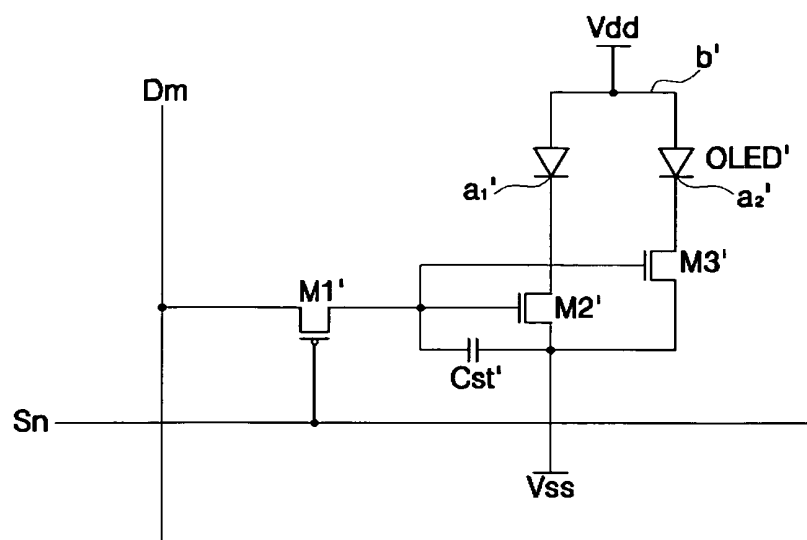 Vdd
b'
Dm
OLED'
a₁'
a₂'
M3'
M1'
M2'
Cst'
Sn
Vss